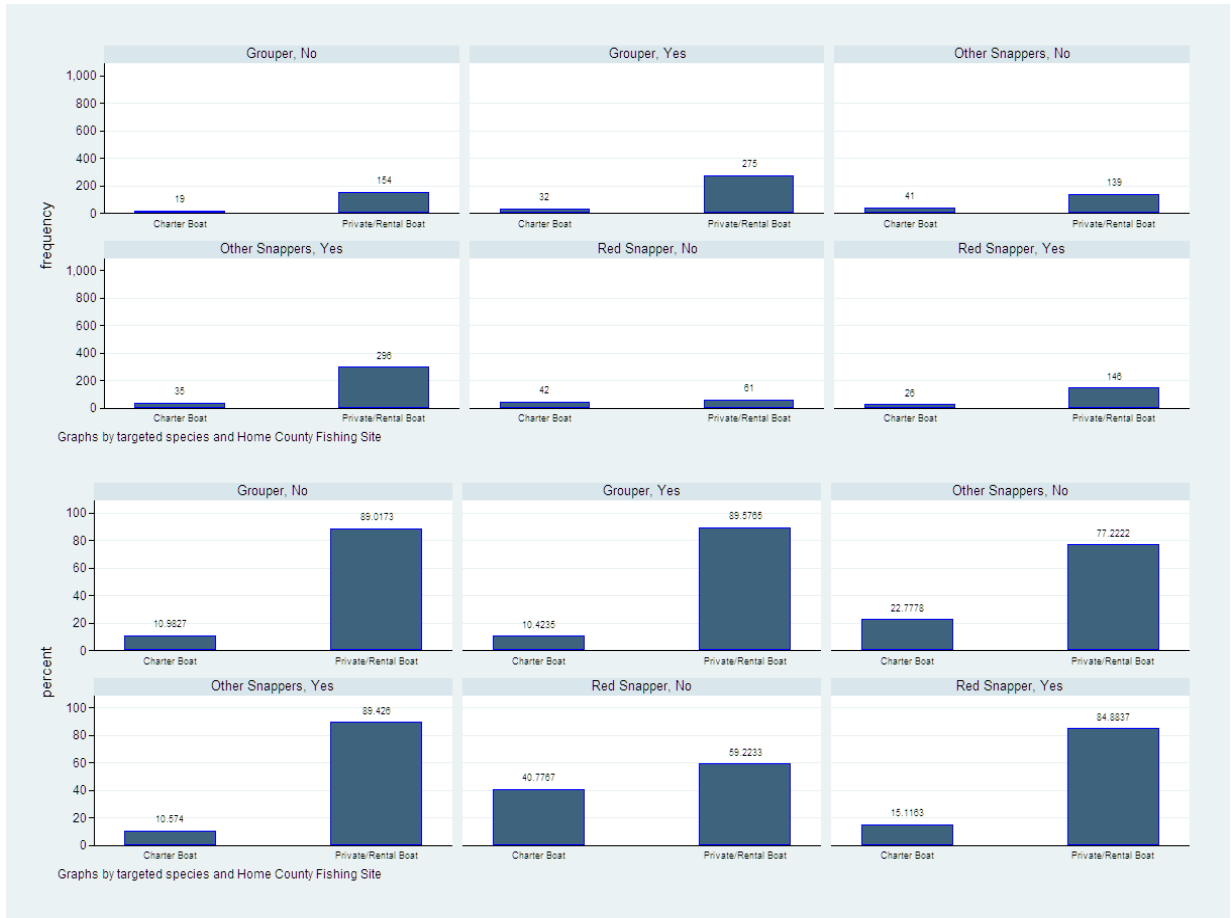 Grouper, No
Grouper, Yes
Other Snappers, No
1,000
800
600
400
200
0
19
154
32
275
41
139
Charter Boat
Private/Rental Boat
Charter Boat
Private/Rental Boat
Charter Boat
Private/Rental Boat
frequency
Other Snappers, Yes
Red Snapper, No
Red Snapper, Yes
1,000
800
600
400
200
0
35
296
42
61
26
146
Charter Boat
Private/Rental Boat
Charter Boat
Private/Rental Boat
Charter Boat
Private/Rental Boat
Graphs by targeted species and Home County Fishing Site
Grouper, No
Grouper, Yes
Other Snappers, No
100
80
60
40
20
0
10.9827
89.0173
10.4235
89.5765
22.7778
77.2222
Charter Boat
Private/Rental Boat
Charter Boat
Private/Rental Boat
Charter Boat
Private/Rental Boat
percent
Other Snappers, Yes
Red Snapper, No
Red Snapper, Yes
100
80
60
40
20
0
10.574
89.426
40.7767
59.2233
15.1163
84.8837
Charter Boat
Private/Rental Boat
Charter Boat
Private/Rental Boat
Charter Boat
Private/Rental Boat
Graphs by targeted species and Home County Fishing Site